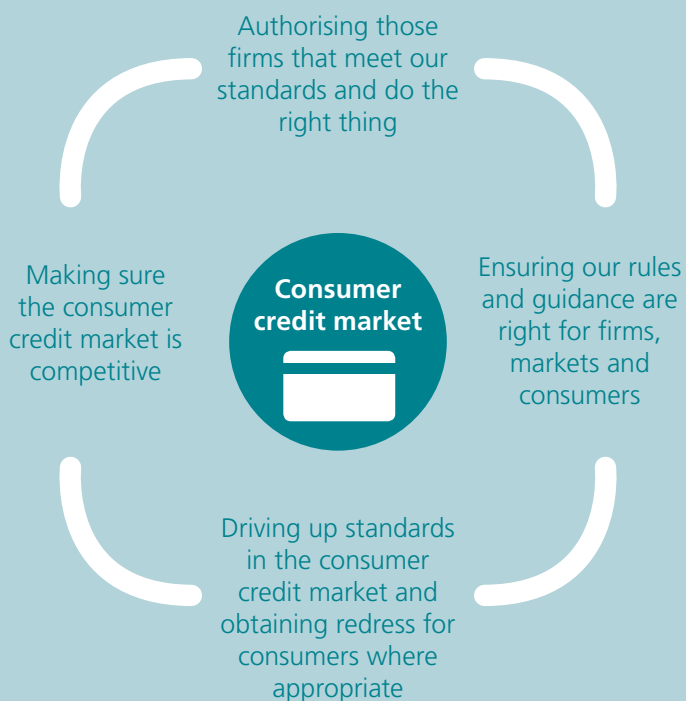 Authorising those
firms that meet our
standards and do the
right thing
Making sure
the consumer
credit market is
competitive
Consumer
credit market
Ensuring our rules
and guidance are
right for firms,
markets and
consumers
Driving up standards
in the consumer
credit market and
obtaining redress for
consumers where
appropriate